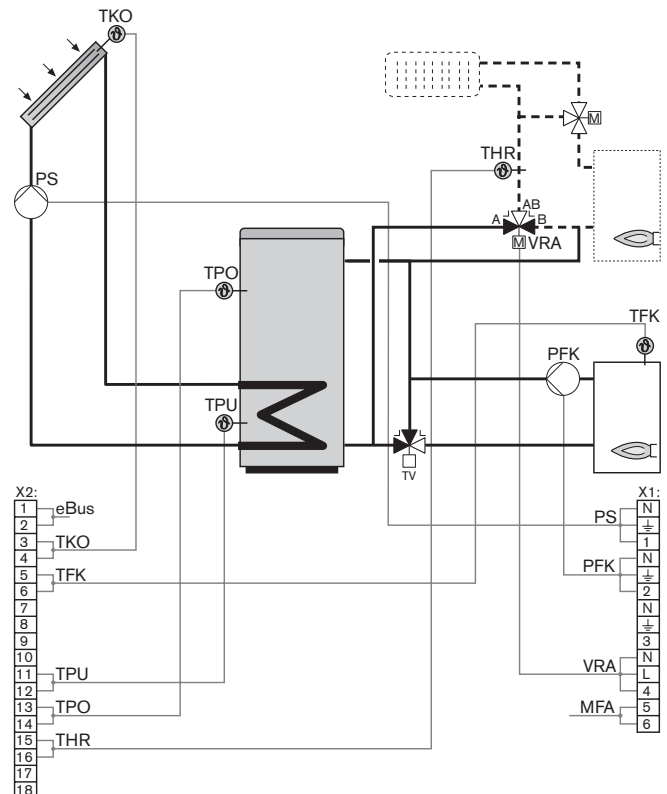 TKO
PS
TPO
TPU
THR
M
AB
A
B
M
VRA
TFK
PFK
TV
X2:
1
2
3
4
5
6
7
8
9
10
11
12
13
14
15
16
17
18
eBus
TKO
TFK
TPU
TPO
THR
X1:
N
1
N
2
N
3
N
L
4
5
6
PS
PFK
VRA
MFA